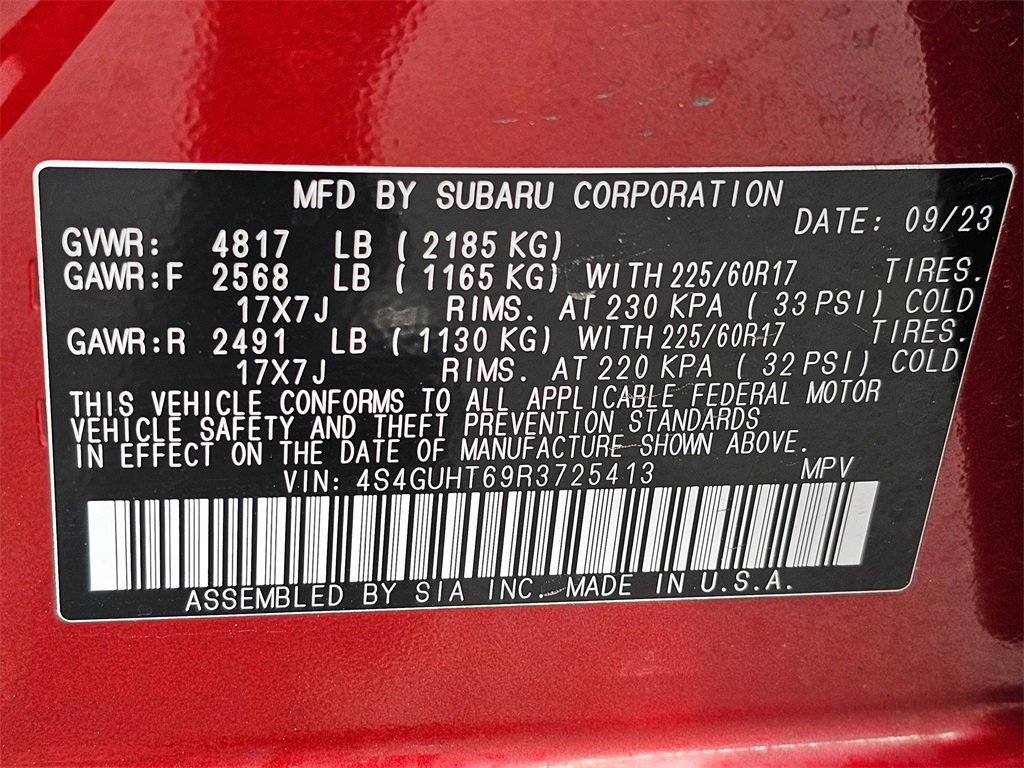 MFD BY SUBARU CORPORATION
DATE: 09/23
GVWR: 4817 LB ( 2185 KG)
GAWR:F 2568 LB ( 1165 KG) WITH 225/60R17 TIRES.
17X7J RIMS. AT 230 KPA ( 33 PSI) COLD
GAWR:R 2491 LB ( 1130 KG) WITH 225/60R17 TIRES.
17X7J RIMS. AT 220 KPA ( 32 PSI) COLD
THIS VEHICLE CONFORMS TO ALL APPLICABLE FEDERAL MOTOR
VEHICLE SAFETY AND THEFT PREVENTION STANDARDS
IN EFFECT ON THE DATE OF MANUFACTURE SHOWN ABOVE.
VIN: 4S4GUHT69R3725413 MPV
ASSEMBLED BY SIA INC. MADE IN U.S.A.